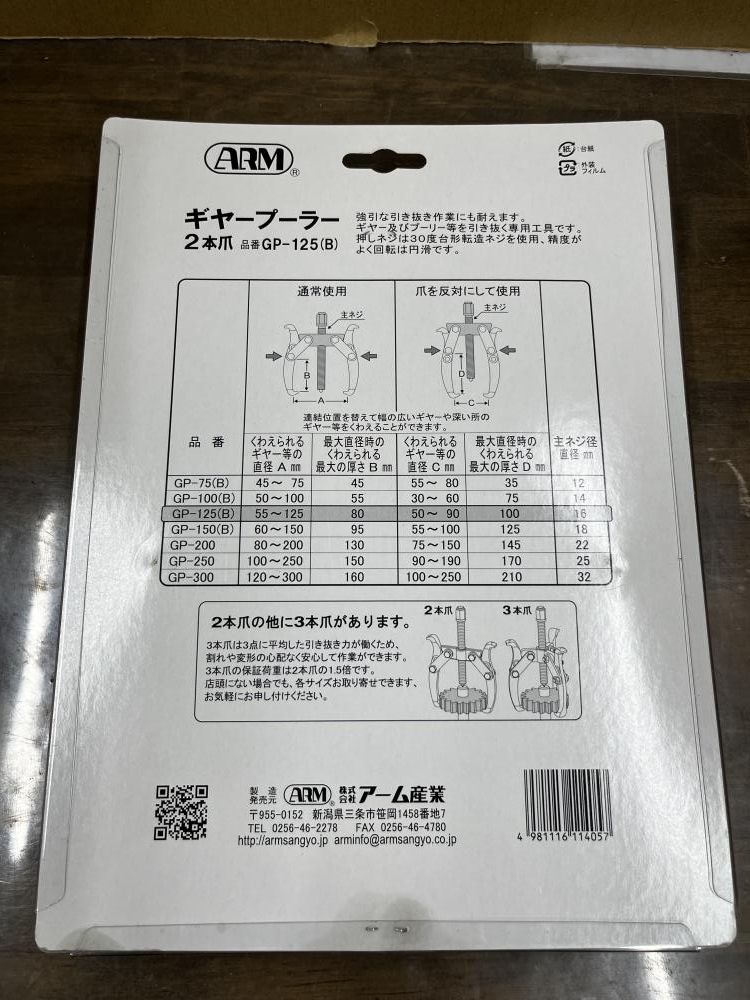 ARM®
紙 台紙
プラ 外装フィルム
ギヤープーラー
2本爪 品番GP-125(B)
強引な引き抜き作業にも耐えます。
ギヤー及びプーリー等を引き抜く専用工具です。
押しネジは30度台形転造ネジを使用、精度が
よく回転は円滑です。
通常使用 爪を反対にして使用
主ネジ 主ネジ
B D
A C
連結位置を替えて幅の広いギヤーや深い所の
ギヤー等をくわえることができます。
品番 くわえられるギヤー等の直径 A ㎜ 最大直径時のくわえられる最大の厚さ B ㎜ くわえられるギヤー等の直径 C ㎜ 最大直径時のくわえられる最大の厚さ D ㎜ 主ネジ径 直径 ㎜
GP-75(B) 45～ 75 45 55～ 80 35 12
GP-100(B) 50～100 55 30～ 60 75 14
GP-125(B) 55～125 80 50～ 90 100 16
GP-150(B) 60～150 95 55～100 125 18
GP-200 80～200 130 75～150 145 22
GP-250 100～250 150 90～190 170 25
GP-300 120～300 160 100～250 210 32
2本爪の他に3本爪があります。
2本爪 3本爪
3本爪は3点に平均した引き抜き力が働くため、
割れや変形の心配なく安心して作業ができます。
3本爪の保証荷重は2本爪の1.5倍です。
店頭にない場合でも、各サイズお取り寄せできます、
お気軽にお申し付けください。
製造発売元 ARM® 株式会社 アーム産業
〒955-0152 新潟県三条市笹岡1458番地7
TEL 0256-46-2278 FAX 0256-46-4780
http://armsangyo.jp arminfo@armsangyo.co.jp
4 981116 114057